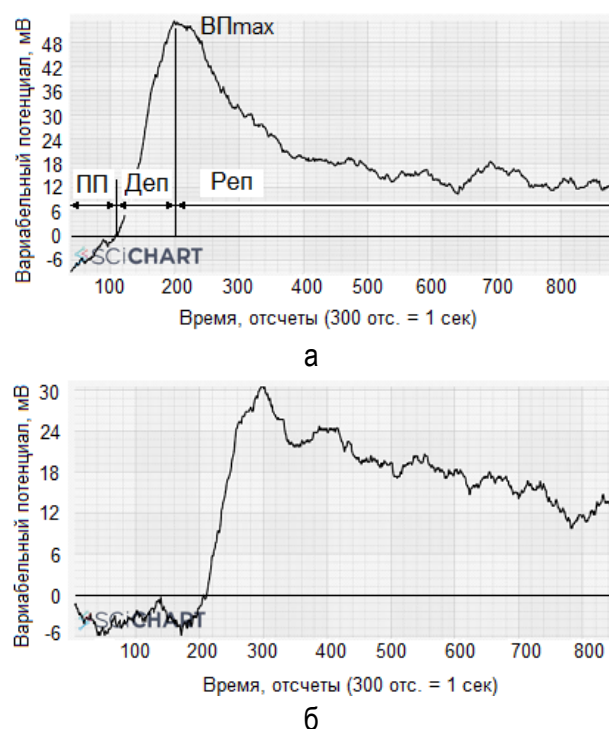 Вариабельный потенциал, мВ
48
42
36
30
24
18
12
6
0
-6
ВПmax
ПП
Деп
Реп
SCiCHART
100 200 300 400 500 600 700 800
Время, отсчеты (300 отс. = 1 сек)
а
Вариабельный потенциал, мВ
30
24
18
12
6
0
-6
SCiCHART
100 200 300 400 500 600 700 800
Время, отсчеты (300 отс. = 1 сек)
б